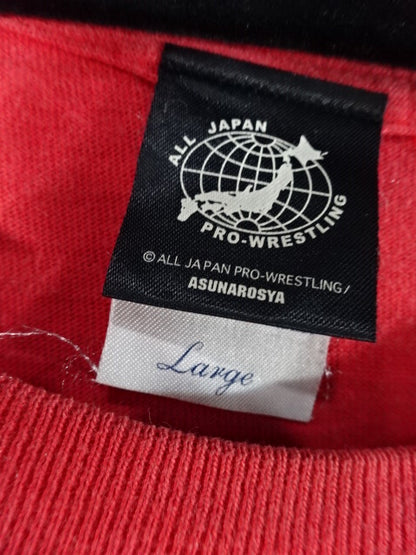 ALL JAPAN
PRO-WRESTLING
©ALL JAPAN PRO-WRESTLING/
ASUNAROSYA
Large